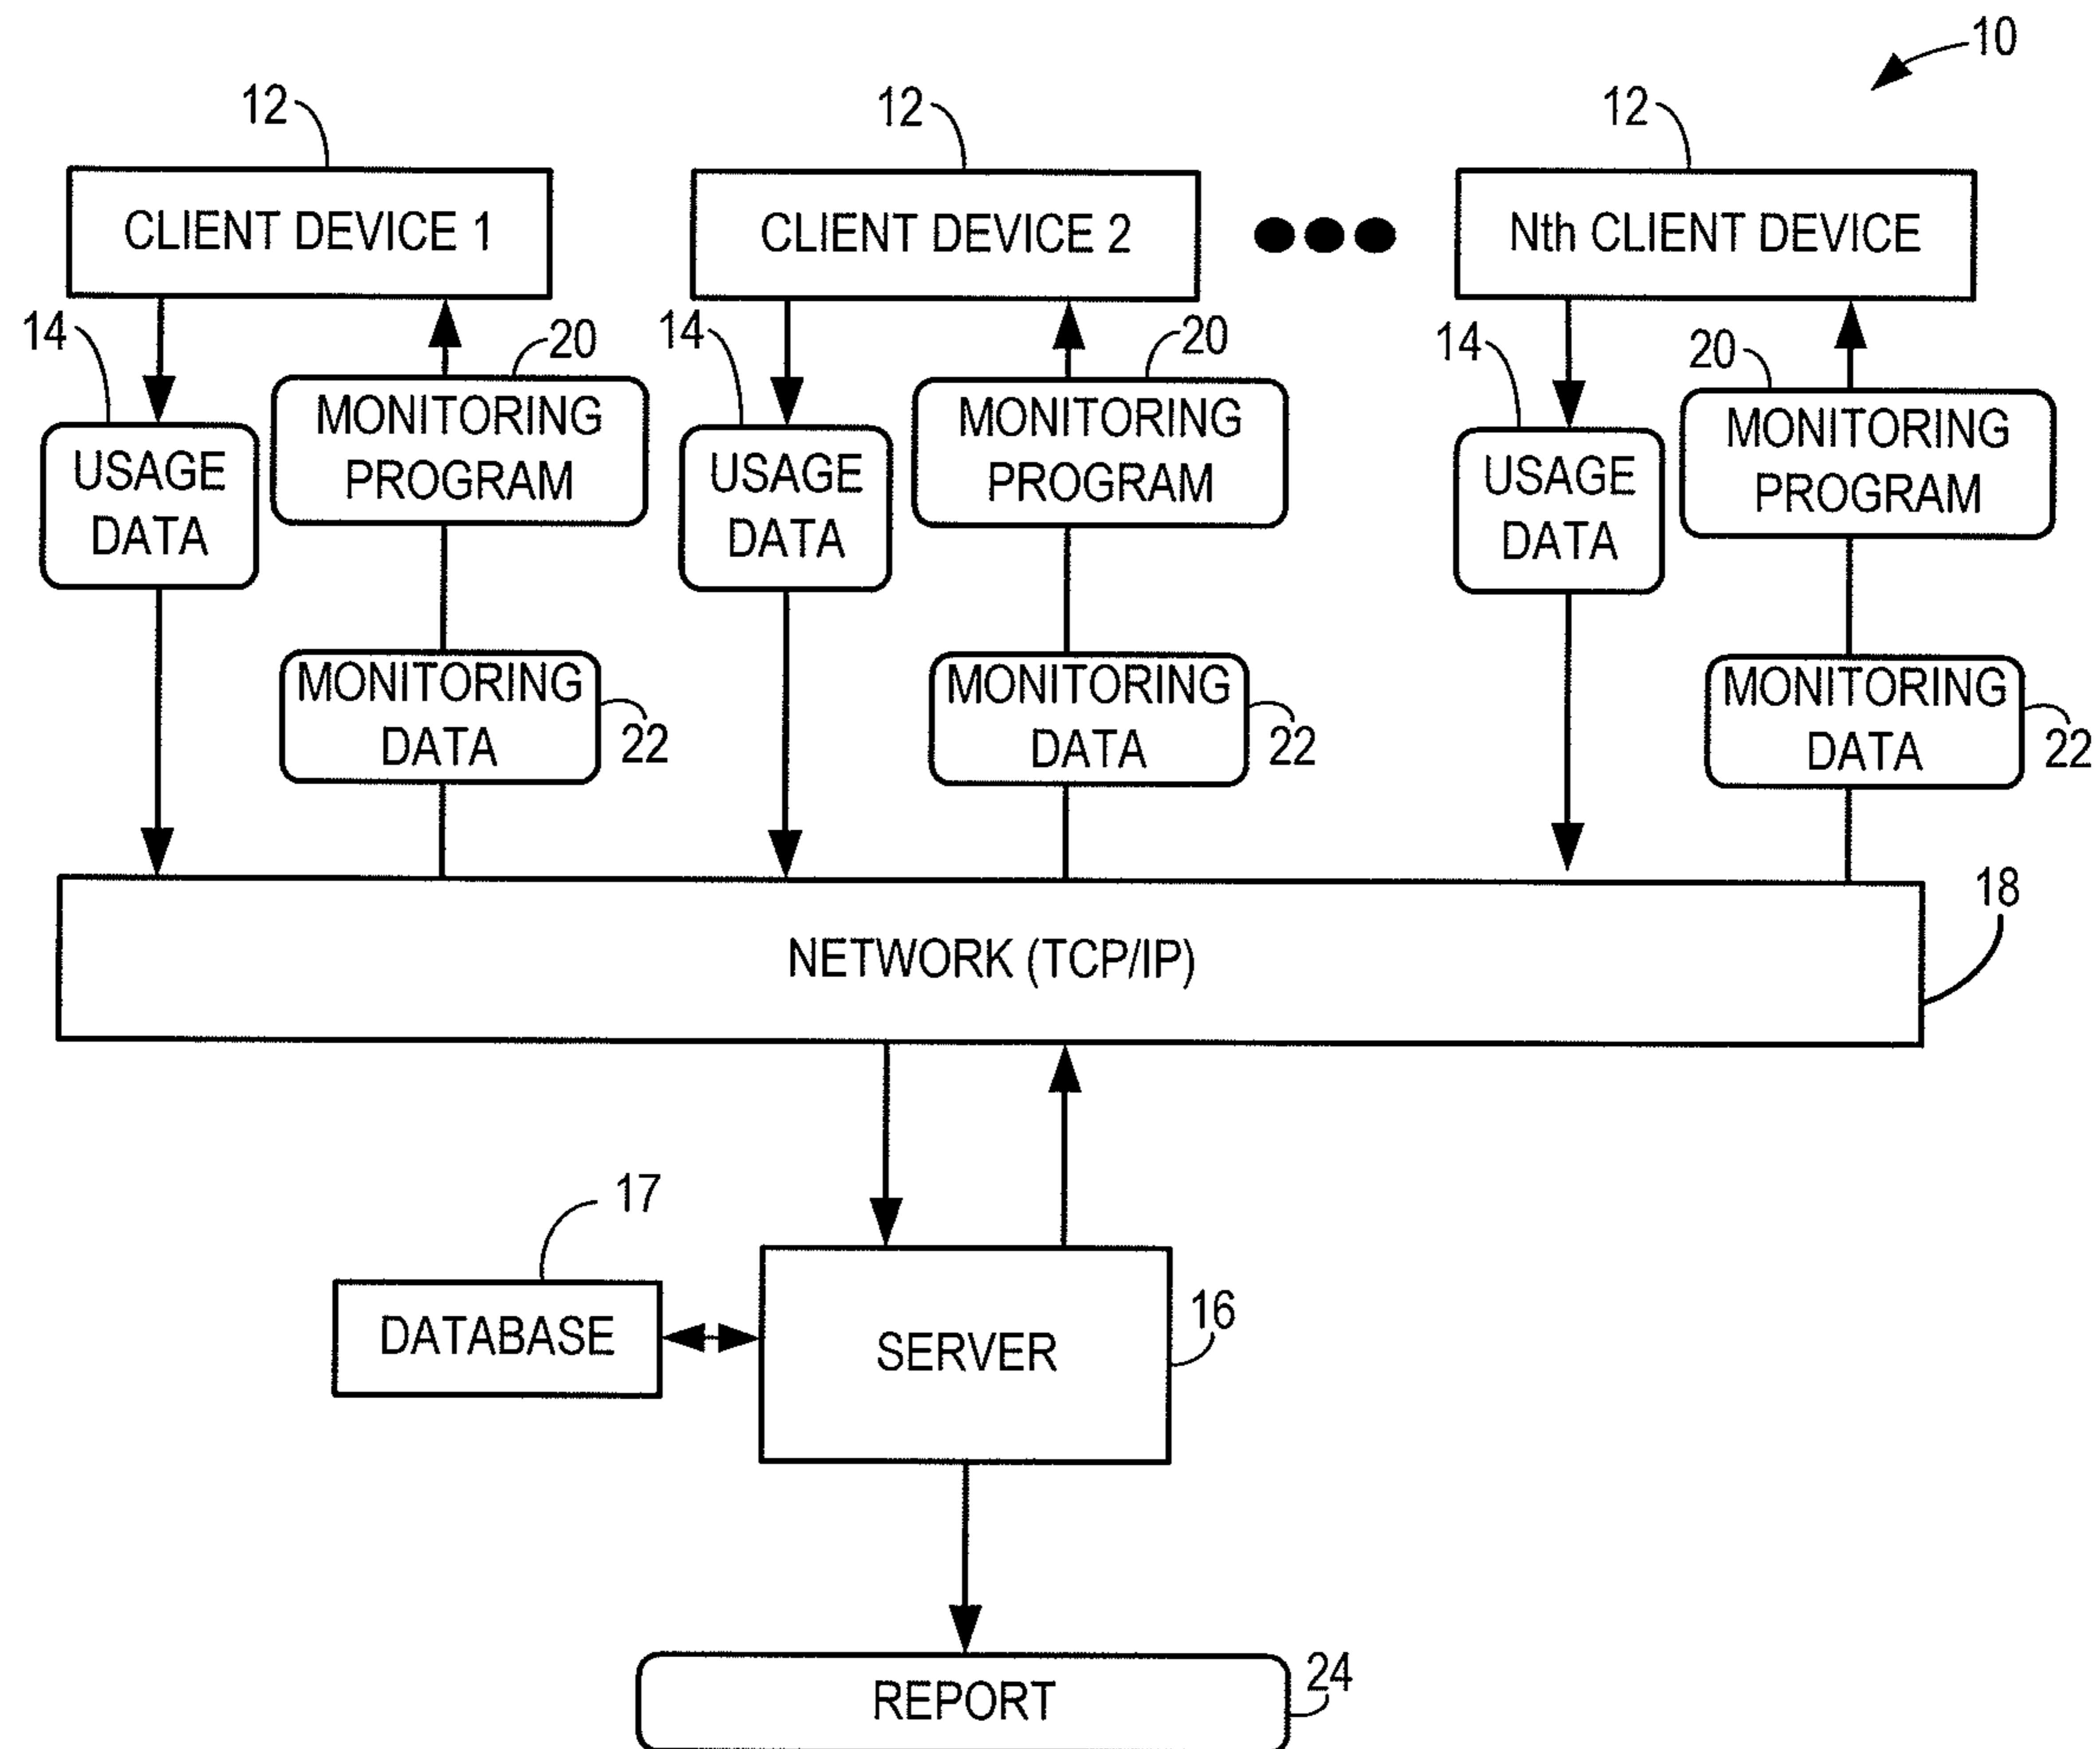 10
12
12
12
CLIENT DEVICE 1
CLIENT DEVICE 2
Nth CLIENT DEVICE
14
20
14
20
14
20
USAGE
DATA
MONITORING
PROGRAM
USAGE
DATA
MONITORING
PROGRAM
USAGE
DATA
MONITORING
PROGRAM
MONITORING
DATA
22
MONITORING
DATA
22
MONITORING
DATA
22
18
NETWORK (TCP/IP)
17
DATABASE
SERVER
16
REPORT
24